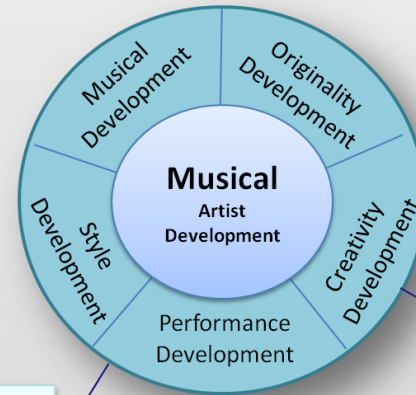 Musical
Development
Originality
Development
Musical
Artist
Development
Style
Development
Creativity
Development
Performance
Development